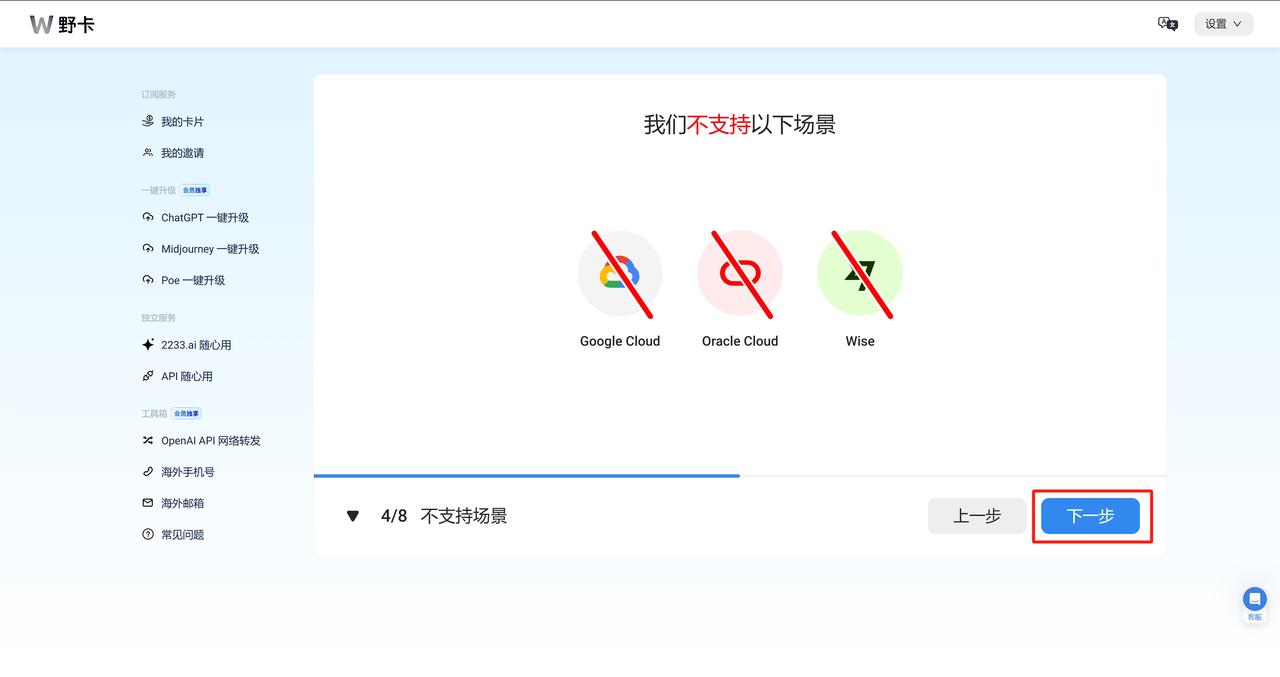 W 野卡
设置
订阅服务
我的卡片
我的邀请
一键升级 会员独享
ChatGPT 一键升级
Midjourney 一键升级
Poe 一键升级
独立服务
2233.ai 随心用
API 随心用
工具箱 会员独享
OpenAI API 网络转发
海外手机号
海外邮箱
常见问题
我们不支持以下场景
Google Cloud
Oracle Cloud
Wise
4/8 不支持场景
上一步
下一步
客服